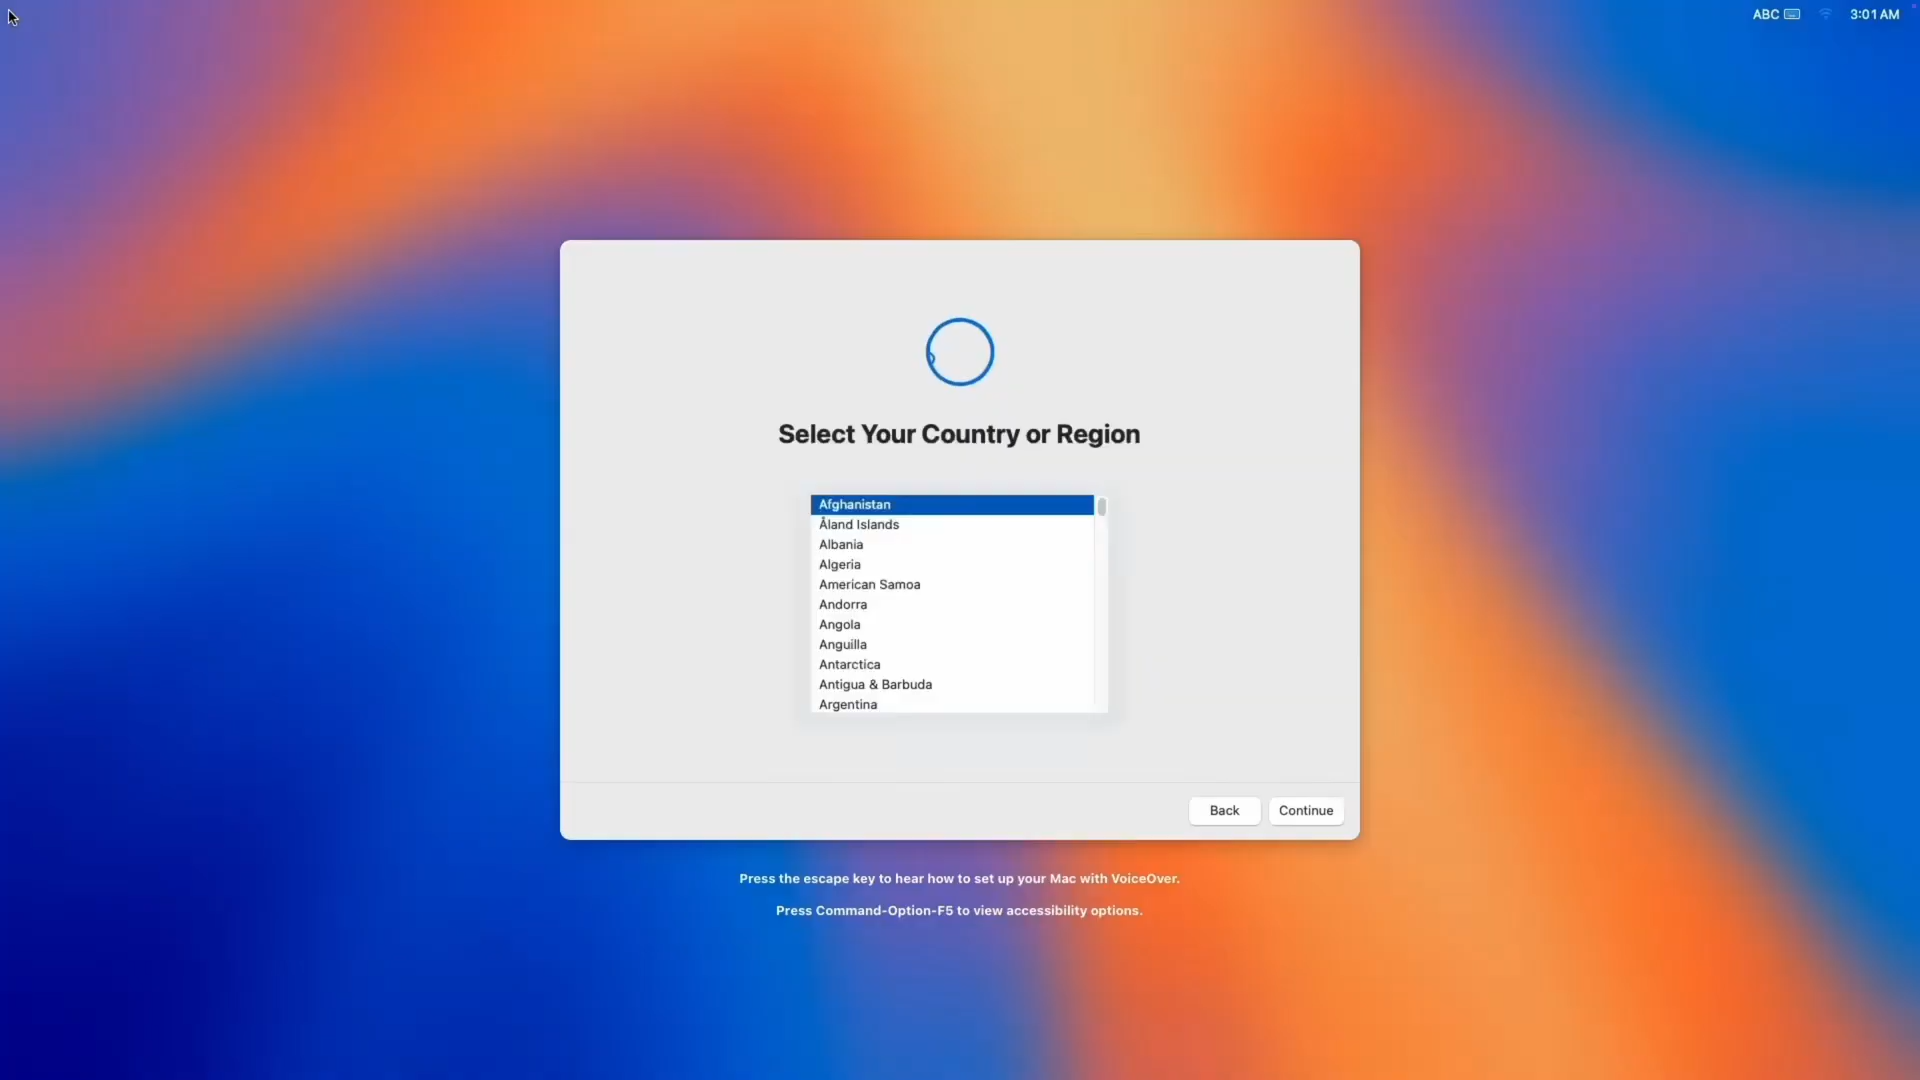 ABC 3:01 AM
Select Your Country or Region
Afghanistan
Åland Islands
Albania
Algeria
American Samoa
Andorra
Angola
Anguilla
Antarctica
Antigua & Barbuda
Argentina
Back Continue
Press the escape key to hear how to set up your Mac with VoiceOver.
Press Command-Option-F5 to view accessibility options.